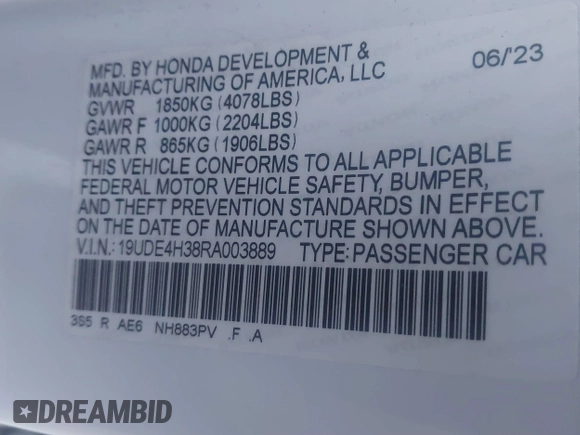 MFD. BY HONDA DEVELOPMENT & MANUFACTURING OF AMERICA, LLC 06/'23
GVWR 1850KG (4078LBS)
GAWR F 1000KG (2204LBS)
GAWR R 865KG (1906LBS)
THIS VEHICLE CONFORMS TO ALL APPLICABLE
FEDERAL MOTOR VEHICLE SAFETY, BUMPER,
AND THEFT PREVENTION STANDARDS IN EFFECT
ON THE DATE OF MANUFACTURE SHOWN ABOVE.
V.I.N.:19UDE4H38RA003889 TYPE:PASSENGER CAR
3S5 R AE6 NH883PV .F .A
DREAMBID